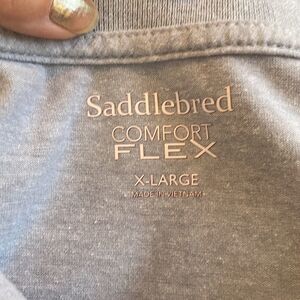 Saddlebred
COMFORT
FLEX
X-LARGE
MADE IN VIETNAM